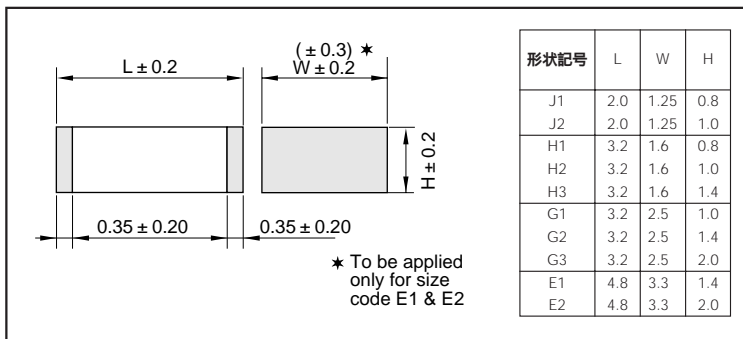 (± 0.3) ★
L ± 0.2
W ± 0.2
H ± 0.2
0.35 ± 0.20
0.35 ± 0.20
★ To be applied
only for size
code E1 & E2
形状記号 L W H
J1 2.0 1.25 0.8
J2 2.0 1.25 1.0
H1 3.2 1.6 0.8
H2 3.2 1.6 1.0
H3 3.2 1.6 1.4
G1 3.2 2.5 1.0
G2 3.2 2.5 1.4
G3 3.2 2.5 2.0
E1 4.8 3.3 1.4
E2 4.8 3.3 2.0